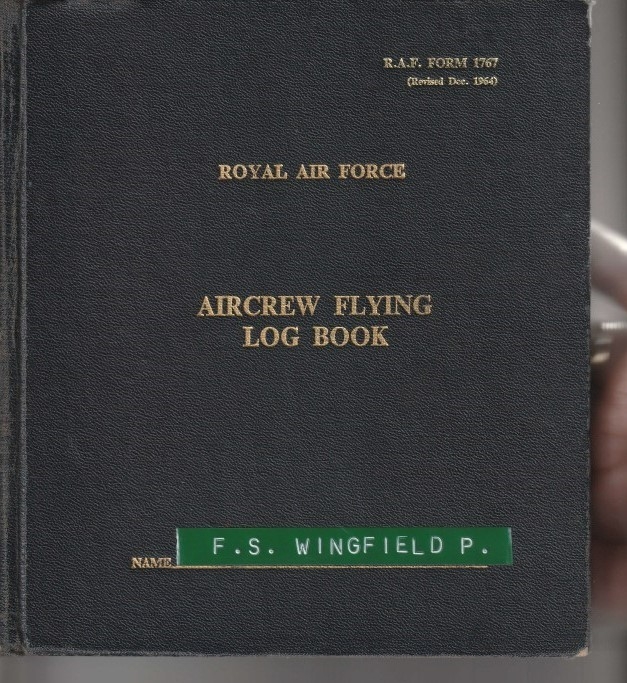 R.A.F. FORM 1767
(Revised Dec. 1964)
ROYAL AIR FORCE
AIRCREW FLYING
LOG BOOK
NAME F.S. WINGFIELD P.